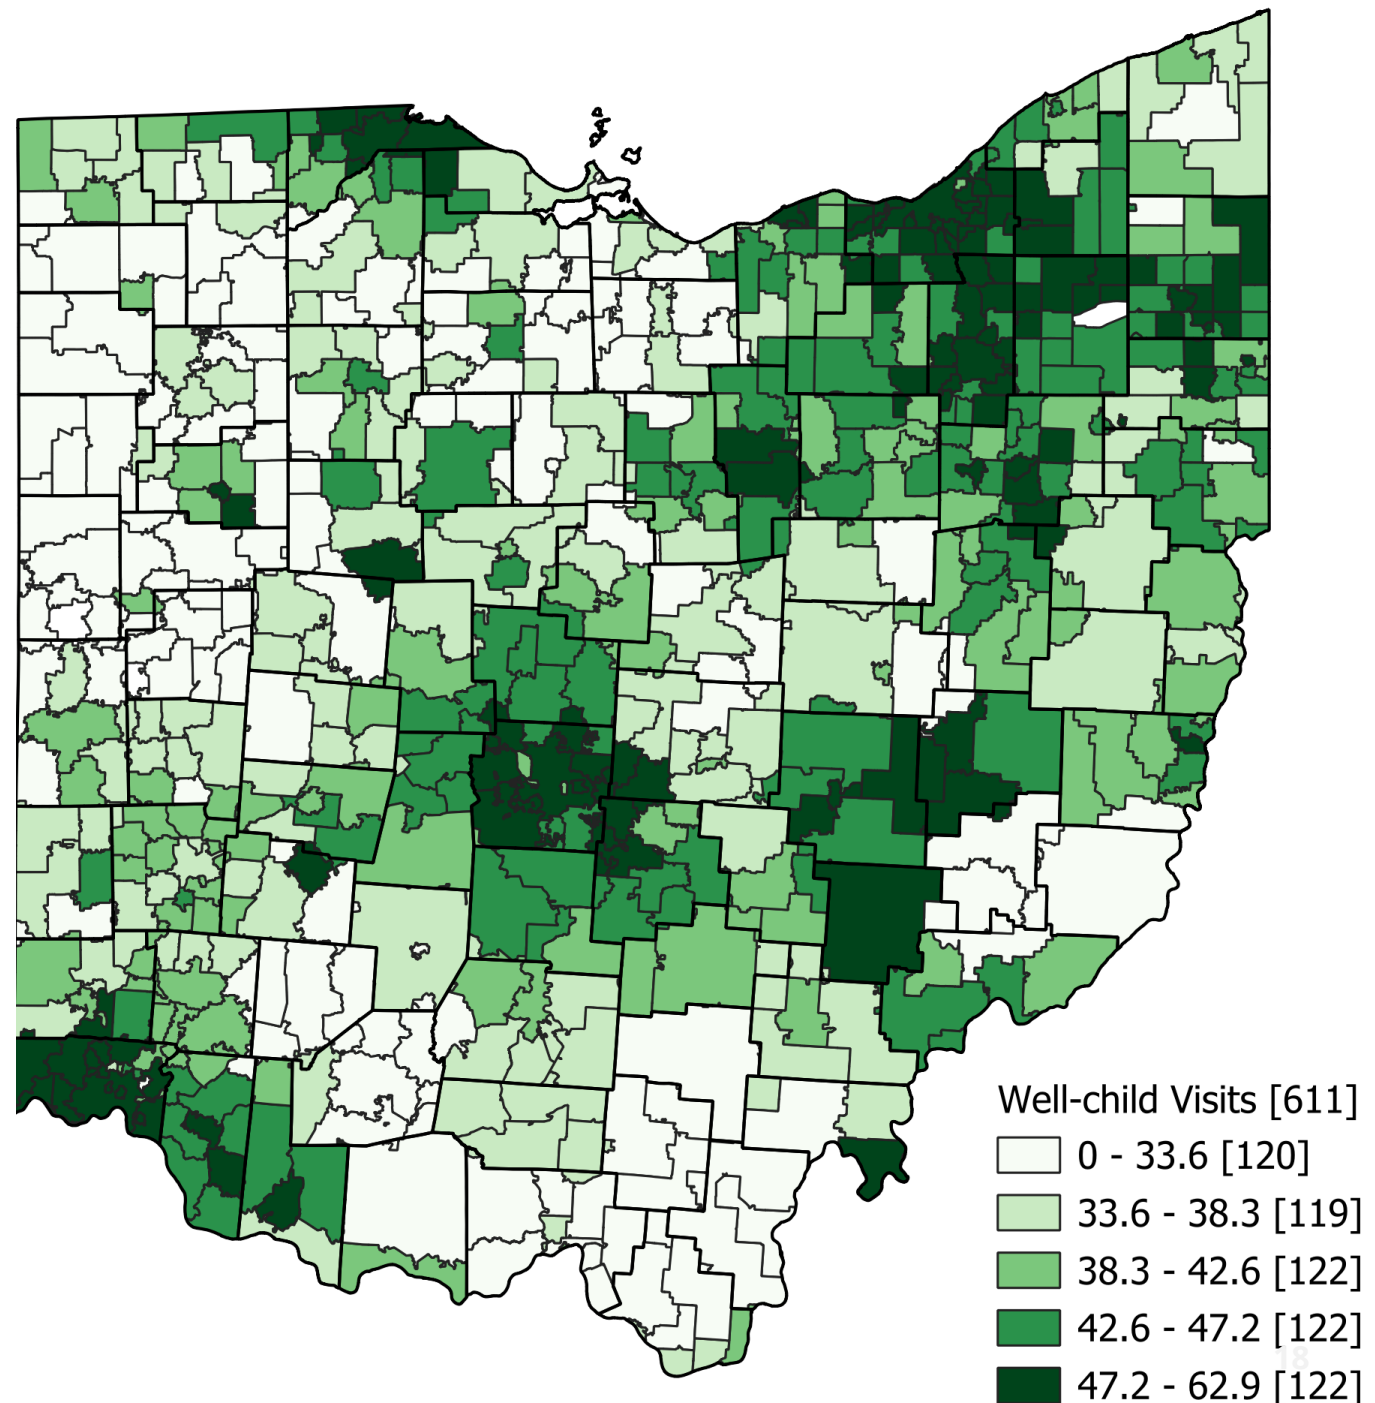 Well-child Visits [611]
0 - 33.6 [120]
33.6 - 38.3 [119]
38.3 - 42.6 [122]
42.6 - 47.2 [122]
18
47.2 - 62.9 [122]